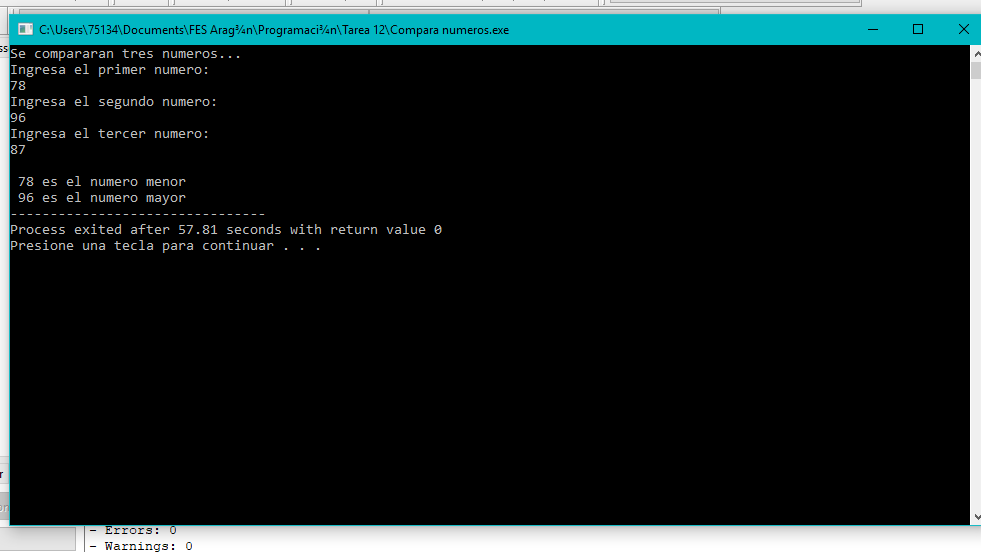 C:\Users\75134\Documents\FES Arag¾n\Programaci¾n\Tarea 12\Compara numeros.exe
Se compararan tres numeros...
Ingresa el primer numero:
78
Ingresa el segundo numero:
96
Ingresa el tercer numero:
87
78 es el numero menor
96 es el numero mayor
--------------------------------
Process exited after 57.81 seconds with return value 0
Presione una tecla para continuar . . .
- Errors: 0
- Warnings: 0